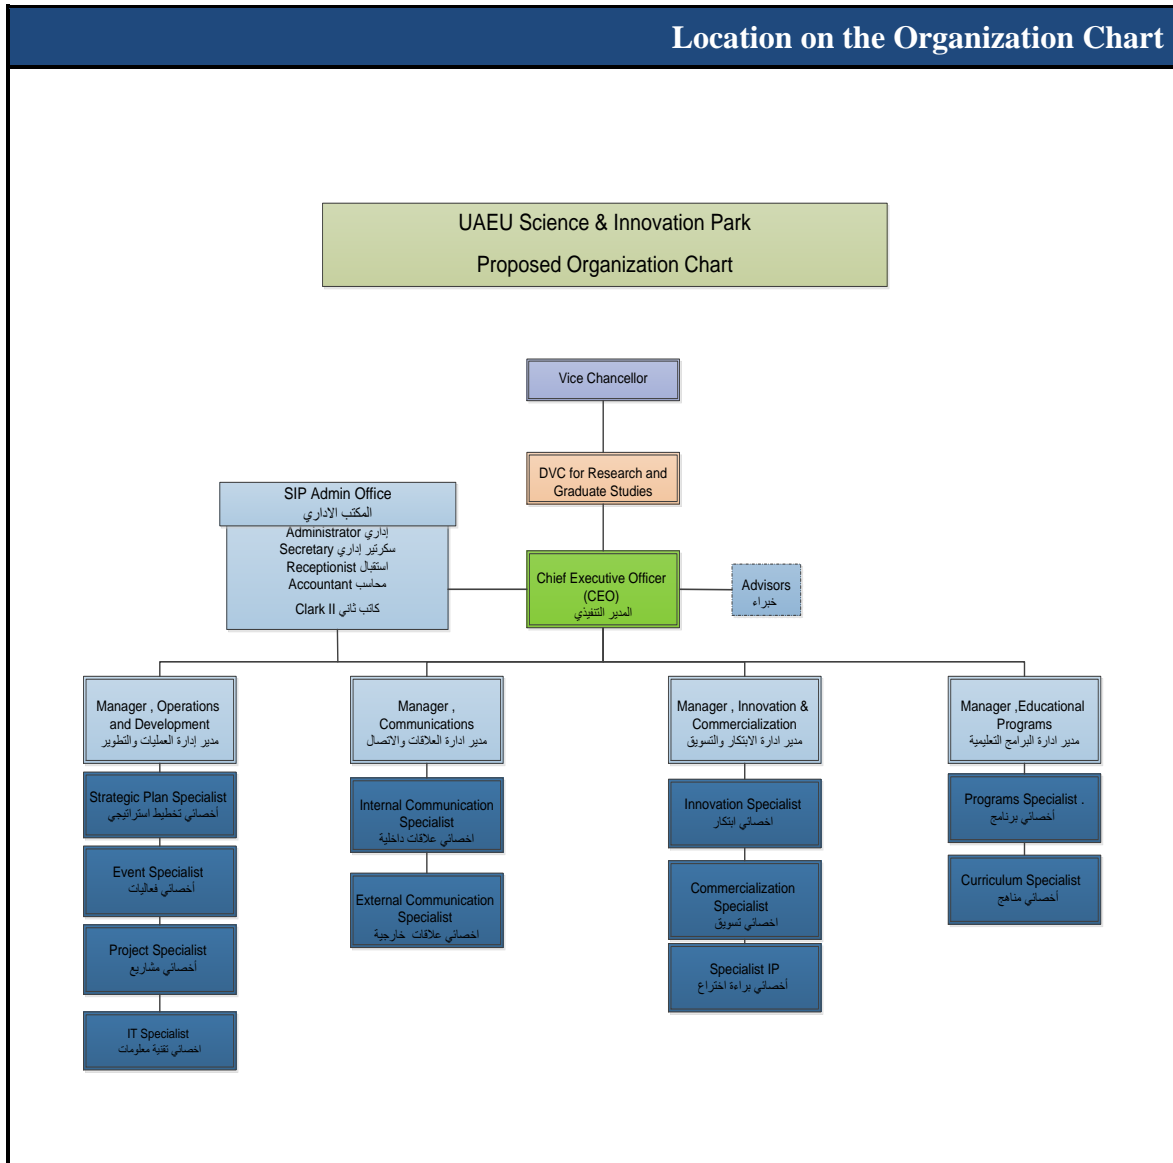 Location on the Organization Chart
UAEU Science & Innovation Park
Proposed Organization Chart
Vice Chancellor
DVC for Research and
Graduate Studies
SIP Admin Office
المكتب الاداري
Administrator إداري
Secretary سكرتير إداري
Receptionist استقبال
Accountant محاسب
Clark II كاتب ثاني
Chief Executive Officer
(CEO)
المدير التنفيذي
Advisors
خبراء
Manager , Operations
and Development
مدير إدارة العمليات والتطوير
Strategic Plan Specialist
أخصائي تخطيط استراتيجي
Event Specialist
أخصائي فعاليات
Project Specialist
أخصائي مشاريع
IT Specialist
اخصائي تقنية معلومات
Manager ,
Communications
مدير ادارة العلاقات والاتصال
Internal Communication
Specialist
اخصائي علاقات داخلية
External Communication
Specialist
اخصائي علاقات خارجية
Manager , Innovation &
Commercialization
مدير ادارة الابتكار والتسويق
Innovation Specialist
اخصائي ابتكار
Commercialization
Specialist
اخصائي تسويق
Specialist IP
أخصائي براءة اختراع
Manager ,Educational
Programs
مدير ادارة البرامج التعليمية
Programs Specialist .
أخصائي برنامج
Curriculum Specialist
أخصائي مناهج